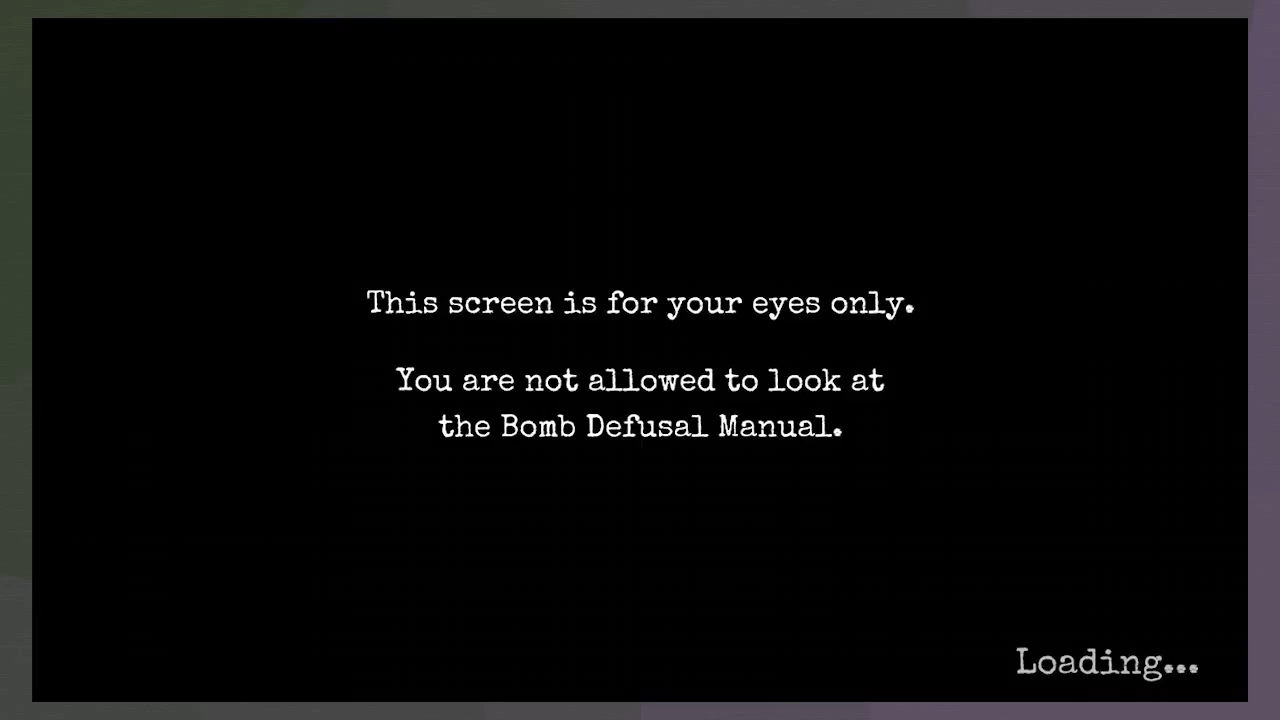 This screen is for your eyes only.
You are not allowed to look at
the Bomb Defusal Manual.
Loading...